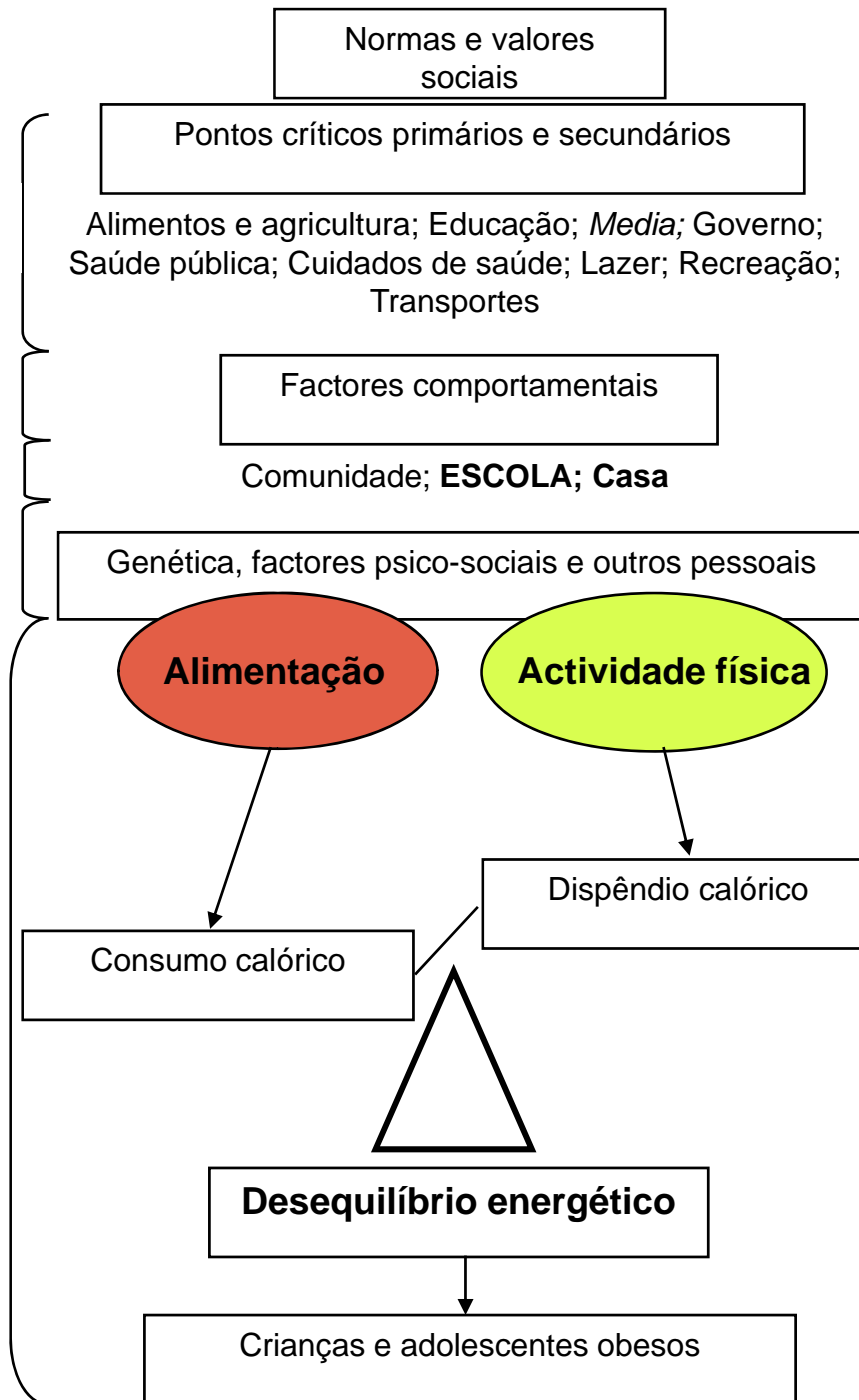 Normas e valores
sociais
Pontos críticos primários e secundários
Alimentos e agricultura; Educação; Media; Governo;
Saúde pública; Cuidados de saúde; Lazer; Recreação;
Transportes
Factores comportamentais
Comunidade; ESCOLA; Casa
Genética, factores psico-sociais e outros pessoais
Alimentação
Actividade física
Dispêndio calórico
Consumo calórico
Desequilíbrio energético
Crianças e adolescentes obesos